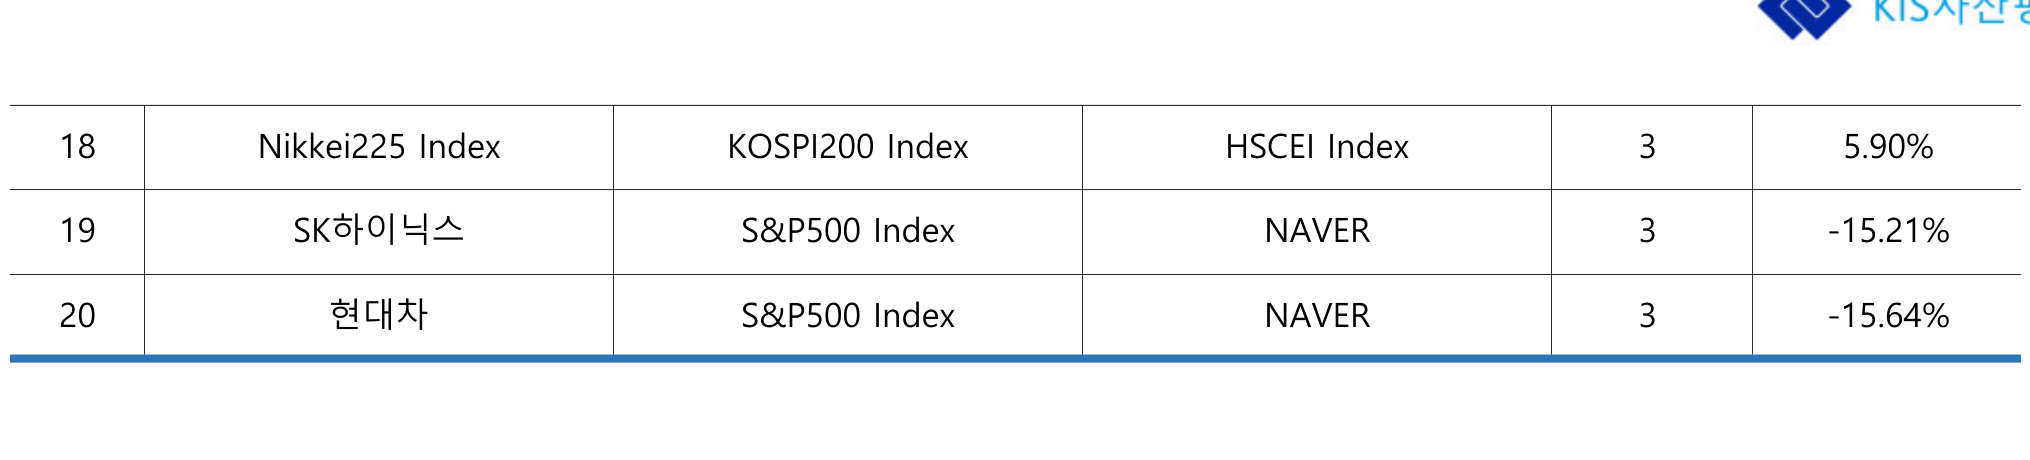 KIS자산평
18 Nikkei225 Index KOSPI200 Index HSCEI Index 3 5.90%
19 SK하이닉스 S&P500 Index NAVER 3 -15.21%
20 현대차 S&P500 Index NAVER 3 -15.64%